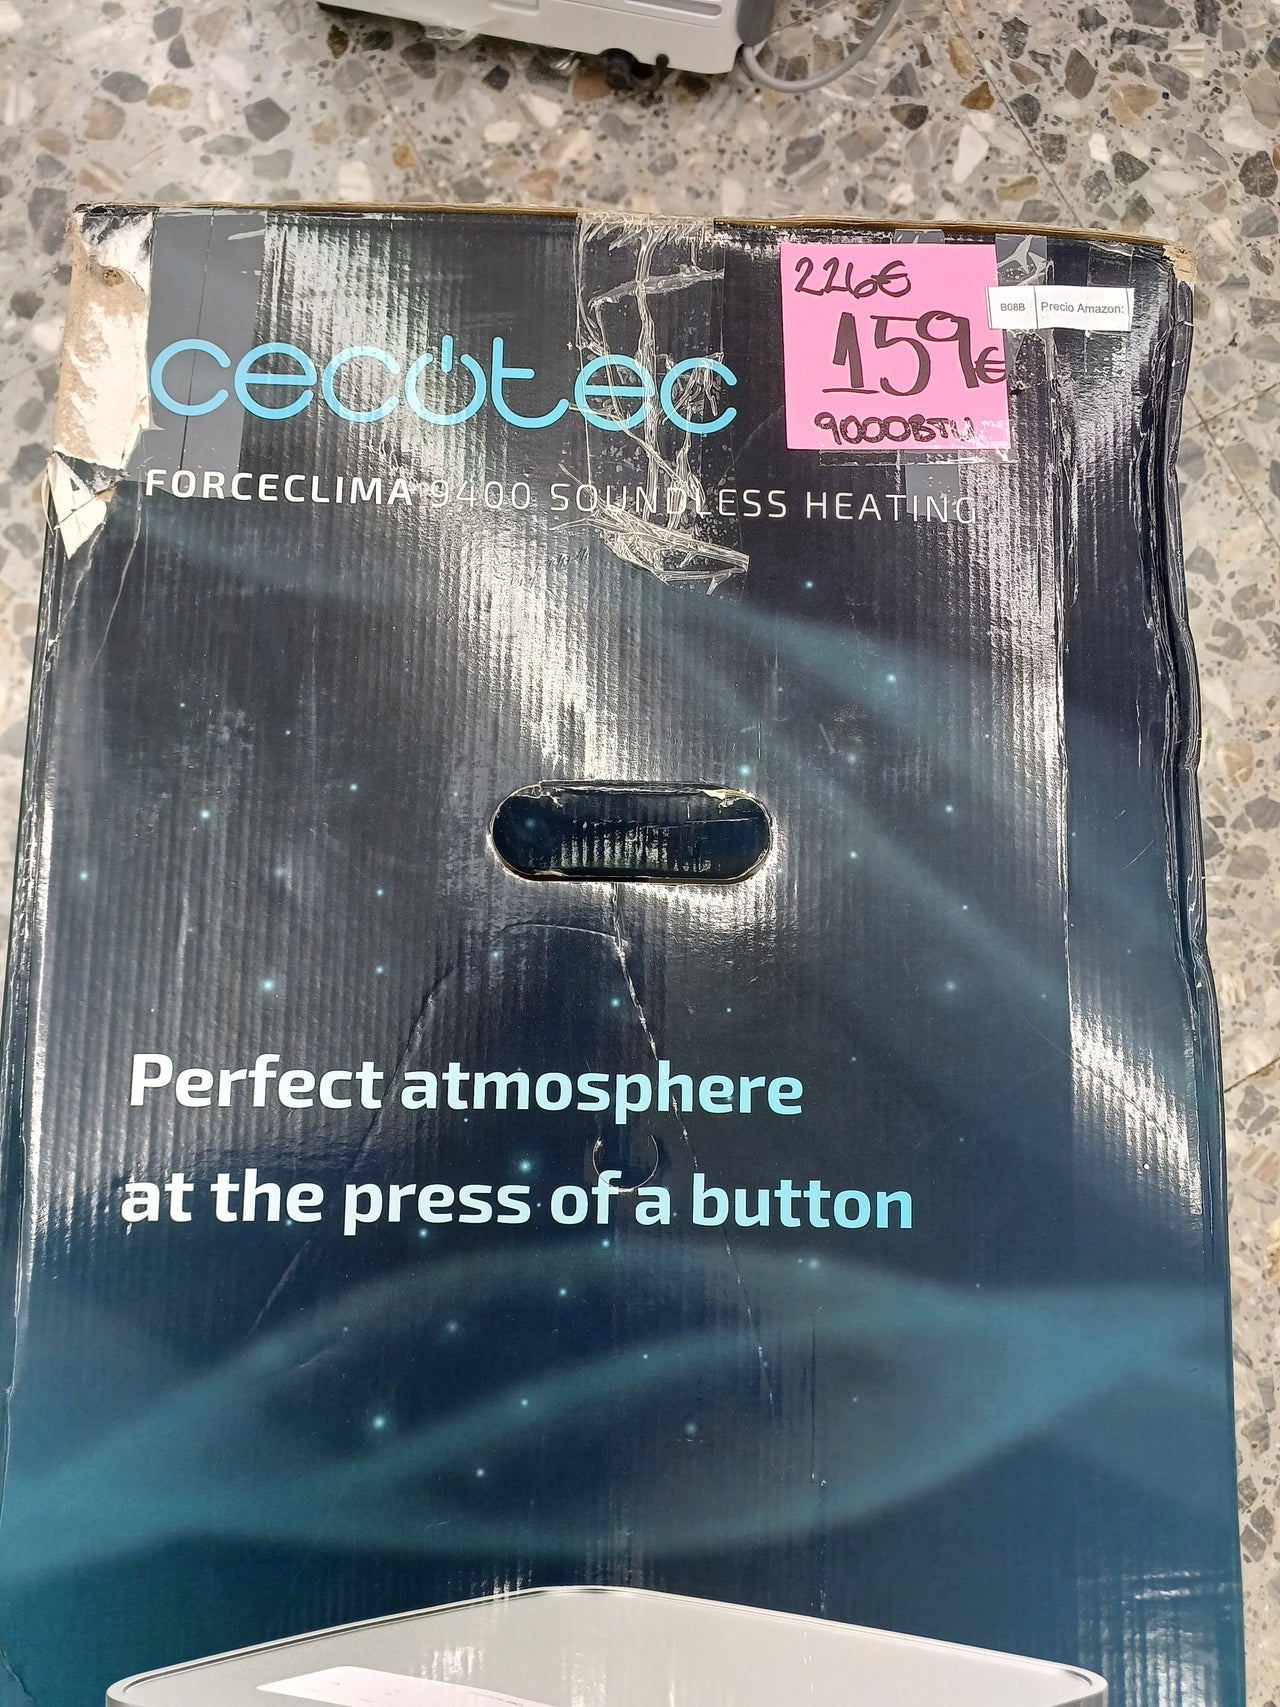 226€
159€
9000BTU
B08B Precio Amazon:
cecotec
FORCECLIMA 9400 SOUNDLESS HEATING
Perfect atmosphere
at the press of a button